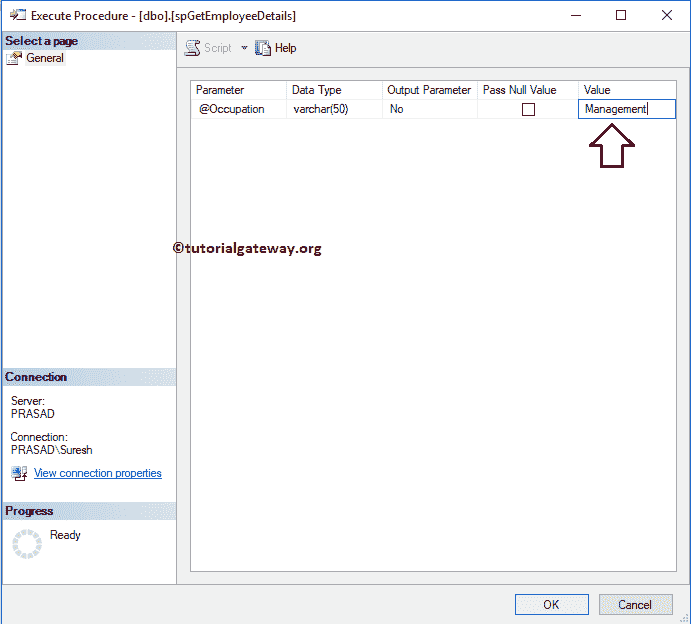 Execute Procedure - [dbo].[spGetEmployeeDetails]
Select a page
General
Script
Help
Parameter Data Type Output Parameter Pass Null Value Value
@Occupation varchar(50) No Management
©tutorialgateway.org
Connection
Server:
PRASAD
Connection:
PRASAD\Suresh
View connection properties
Progress
Ready
OK Cancel